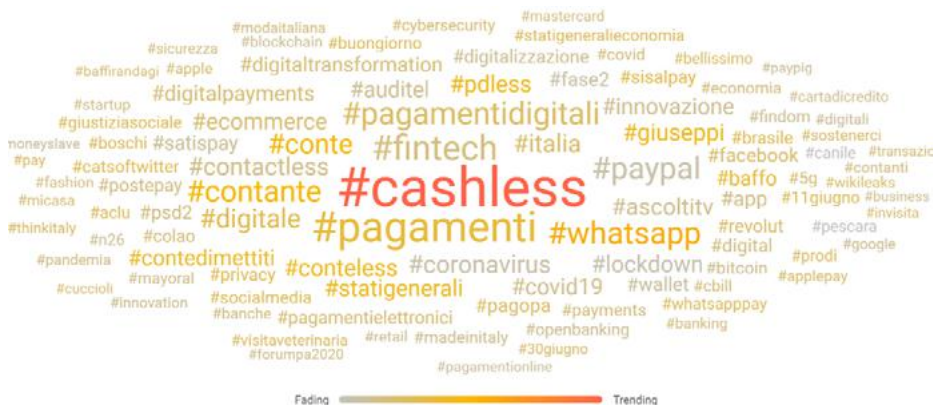 #mastercard
#modaitaliana #cybersecurity #statigeneralieconomia
#sicurezza #blockchain #buongiorno #digitalizzazione #covid #bellissimo
#baffirandagi #apple #digitaltransformation #auditel #pdless #fase2 #sisalpay #economia #paypig
#startup #digitalpayments #pagamentidigitali #innovazione #findom #cartadicredito #digitali
#giustiziasociale #ecommerce #conte #fintech #italia #giuseppi #brasile #sostenerci
moneyslave #boschi #satispay #paypal #facebook #canile #transazic
#pay #catsoftwitter #contactless #cashless #baffo #5g #contanti #wikileaks
#fashion #postepay #contante #ascoltitv #app #11giugno #business
#micasa #aclu #psd2 #digitale #pagamenti #whatsapp #revolut #pescara #invisita
#thinkitaly #n26 #colao #digital #google
#pandemia #contedimettiti #conteless #coronavirus #lockdown #bitcoin #prodi #applepay
#cuccioli #mayoral #privacy #statigenerali #covid19 #wallet #cbill
#innovation #socialmedia #pagopa #payments #whatsapppay
#banche #pagamentielettronici #openbanking #banking
#visitaveterinaria #retail #madeinitaly #30giugno
#forumpa2020 #pagamentionline
Fading Trending